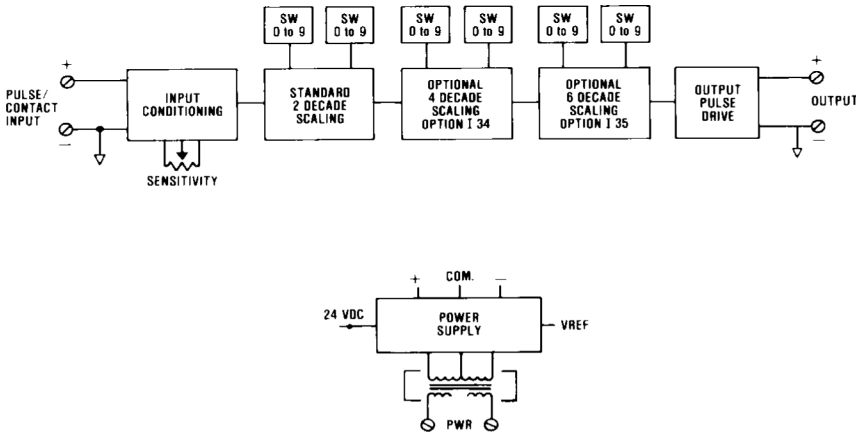 SW
0 to 9
SW
0 to 9
SW
0 to 9
SW
0 to 9
SW
0 to 9
SW
0 to 9
+
PULSE/
CONTACT
INPUT
−
INPUT
CONDITIONING
SENSITIVITY
STANDARD
2 DECADE
SCALING
OPTIONAL
4 DECADE
SCALING
OPTION I 34
OPTIONAL
6 DECADE
SCALING
OPTION I 35
OUTPUT
PULSE
DRIVE
+
OUTPUT
−
+ COM. −
24 VDC
POWER
SUPPLY
VREF
PWR